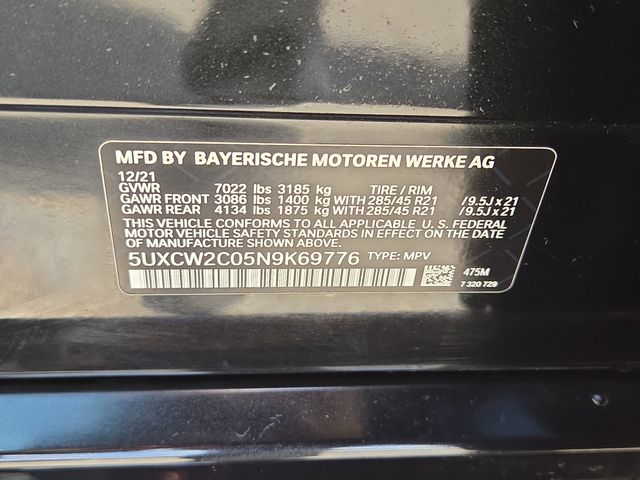 MFD BY BAYERISCHE MOTOREN WERKE AG
12/21
GVWR 7022 lbs 3185 kg TIRE / RIM
GAWR FRONT 3086 lbs 1400 kg WITH 285/45 R21 /9.5J x 21
GAWR REAR 4134 lbs 1875 kg WITH 285/45 R21 /9.5J x 21
THIS VEHICLE CONFORMS TO ALL APPLICABLE U.S. FEDERAL
MOTOR VEHICLE SAFETY STANDARDS IN EFFECT ON THE DATE
OF MANUFACTURE SHOWN ABOVE.
5UXCW2C05N9K69776 TYPE: MPV
475M
7 320 729